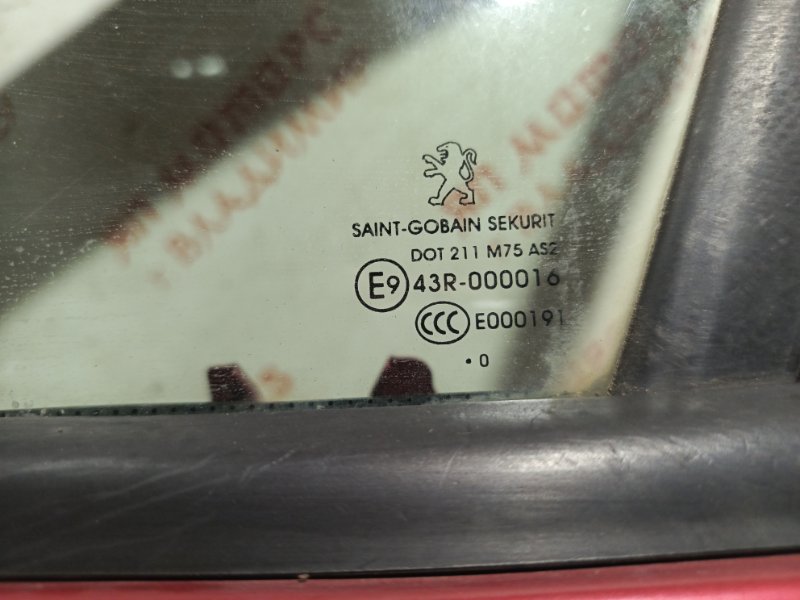 SAINT-GOBAIN SEKURIT
DOT 211 M75 AS2
E9 43R-000016
CCC E000191
• 0